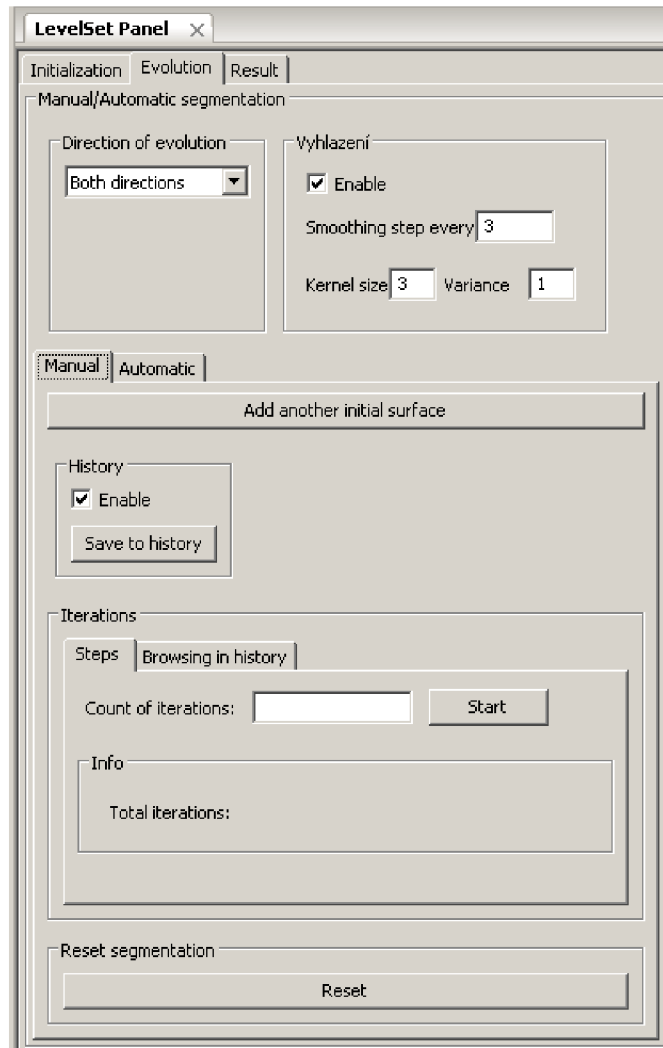 LevelSet Panel
Initialization Evolution Result
Manual/Automatic segmentation
Direction of evolution
Both directions
Vyhlazení
Enable
Smoothing step every 3
Kernel size 3 Variance 1
Manual Automatic
Add another initial surface
History
Enable
Save to history
Iterations
Steps Browsing in history
Count of iterations: Start
Info
Total iterations:
Reset segmentation
Reset